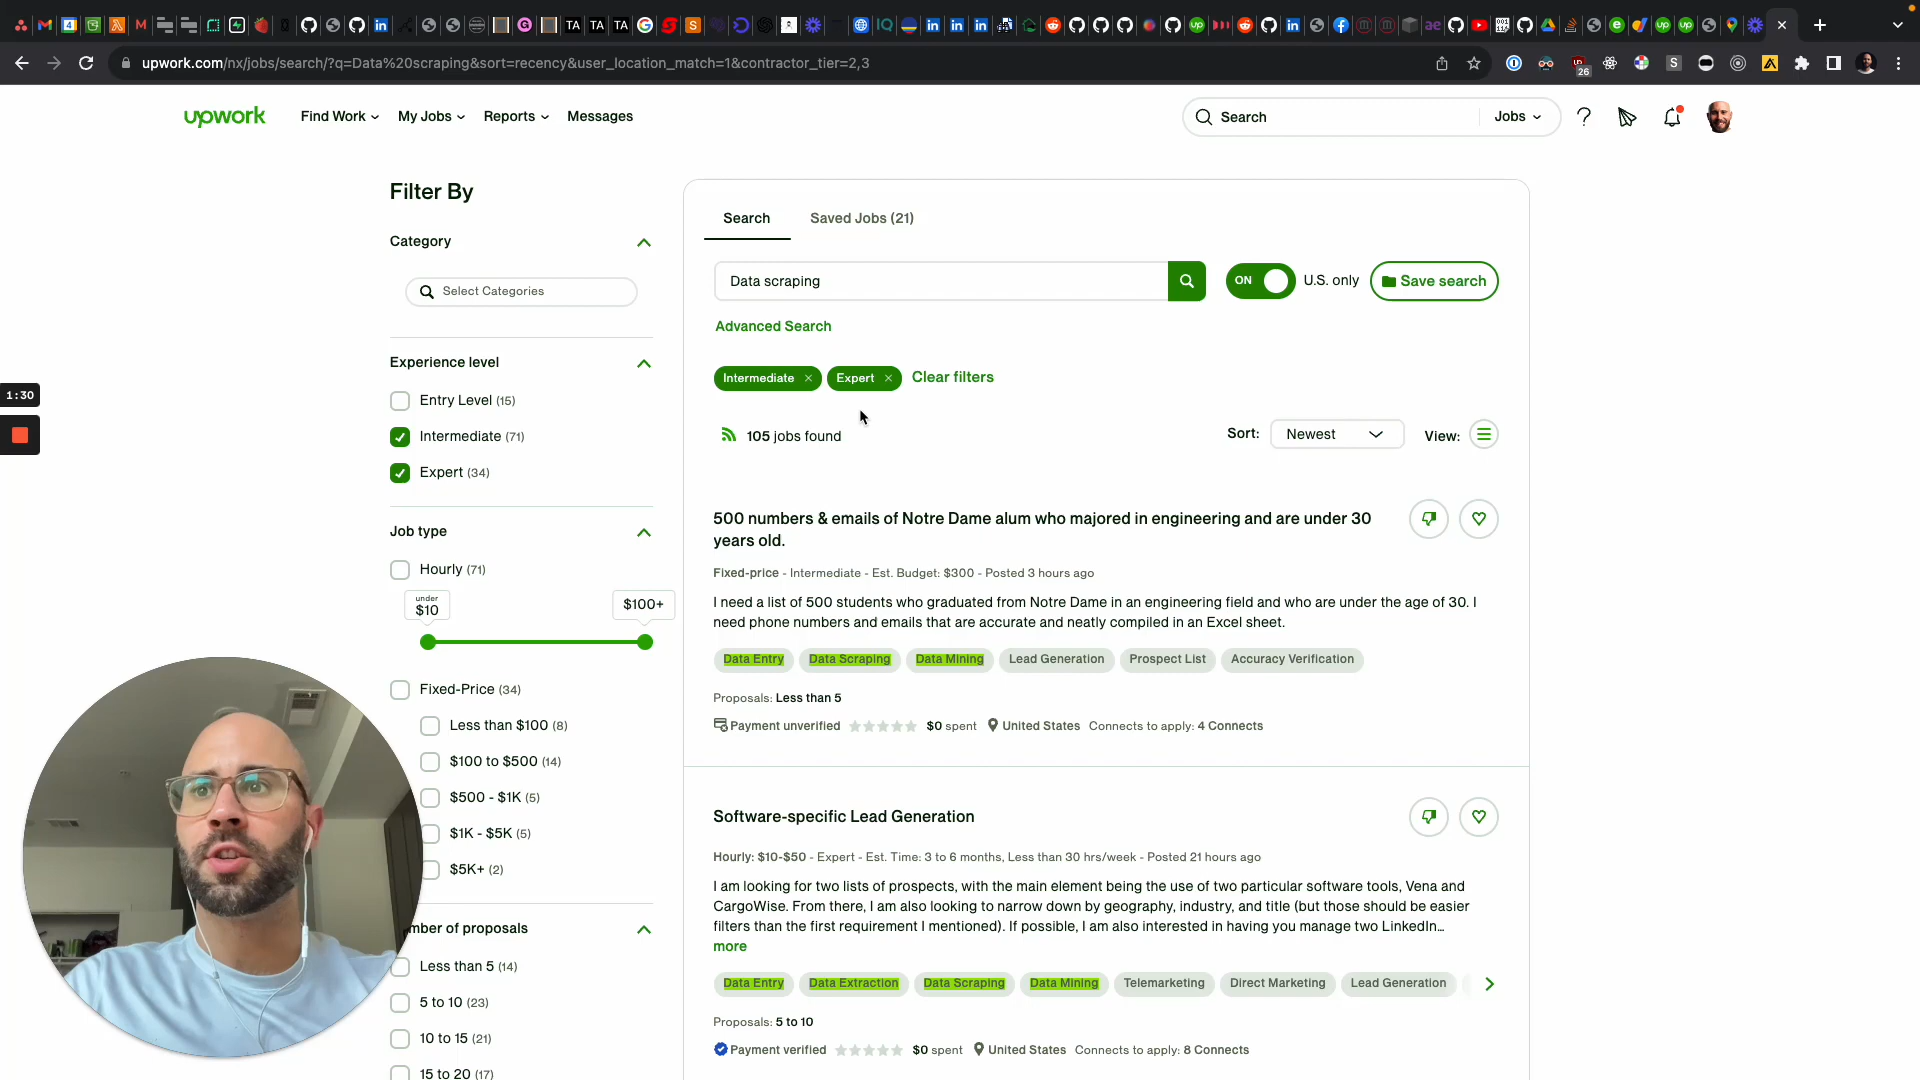 upwork.com/nx/jobs/search/?q=Data%20scraping&sort=recency&user_location_match=1&contractor_tier=2,3
26
upwork
Find Work
My Jobs
Reports
Messages
Search
Jobs
Filter By
Category
Select Categories
Experience level
Entry Level (15)
Intermediate (71)
Expert (34)
Job type
Hourly (71)
under
$10
$100+
Fixed-Price (34)
Less than $100 (8)
$100 to $500 (14)
$500 - $1K (5)
$1K - $5K (5)
$5K+ (2)
mber of proposals
Less than 5 (14)
5 to 10 (23)
10 to 15 (21)
15 to 20 (17)
1:30
Search
Saved Jobs (21)
Data scraping
ON
U.S. only
Save search
Advanced Search
Intermediate ×
Expert ×
Clear filters
105 jobs found
Sort:
Newest
View:
500 numbers & emails of Notre Dame alum who majored in engineering and are under 30
years old.
Fixed-price - Intermediate - Est. Budget: $300 - Posted 3 hours ago
I need a list of 500 students who graduated from Notre Dame in an engineering field and who are under the age of 30. I
need phone numbers and emails that are accurate and neatly compiled in an Excel sheet.
Data Entry
Data Scraping
Data Mining
Lead Generation
Prospect List
Accuracy Verification
Proposals: Less than 5
Payment unverified
$0 spent
United States
Connects to apply: 4 Connects
Software-specific Lead Generation
Hourly: $10-$50 - Expert - Est. Time: 3 to 6 months, Less than 30 hrs/week - Posted 21 hours ago
I am looking for two lists of prospects, with the main element being the use of two particular software tools, Vena and
CargoWise. From there, I am also looking to narrow down by geography, industry, and title (but those should be easier
filters than the first requirement I mentioned). If possible, I am also interested in having you manage two LinkedIn…
more
Data Entry
Data Extraction
Data Scraping
Data Mining
Telemarketing
Direct Marketing
Lead Generation
Proposals: 5 to 10
Payment verified
$0 spent
United States
Connects to apply: 8 Connects